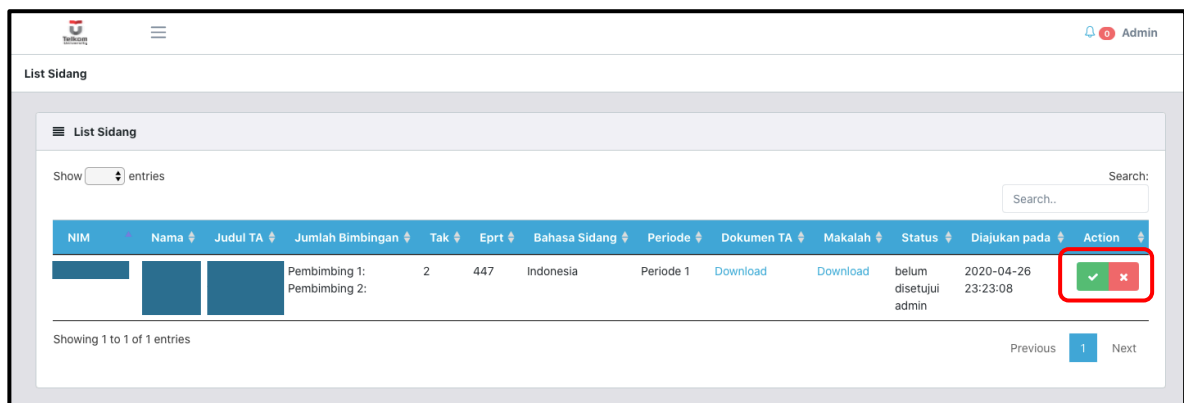 Telkom
0 Admin
List Sidang
List Sidang
Show entries
Search:
Search..
NIM Nama Judul TA Jumlah Bimbingan Tak Eprt Bahasa Sidang Periode Dokumen TA Makalah Status Diajukan pada Action
Pembimbing 1: 2 447 Indonesia Periode 1 Download Download belum 2020-04-26
Pembimbing 2: disetujui 23:23:08
admin
Showing 1 to 1 of 1 entries
Previous 1 Next